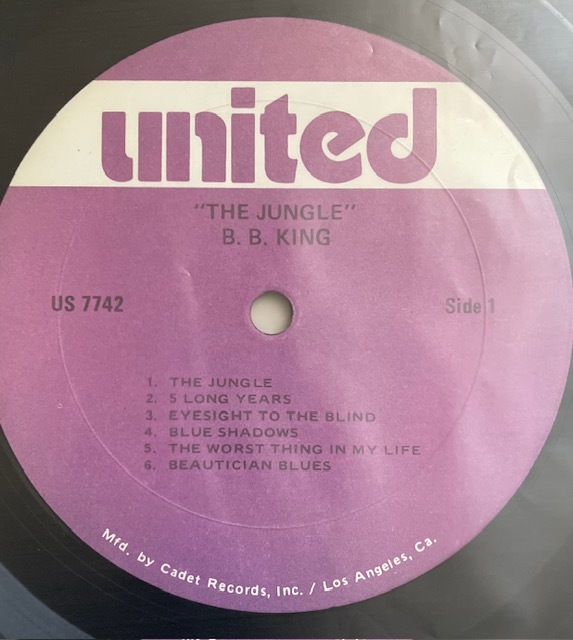 united
"THE JUNGLE"
B. B. KING
US 7742
Side 1
1. THE JUNGLE
2. 5 LONG YEARS
3. EYESIGHT TO THE BLIND
4. BLUE SHADOWS
5. THE WORST THING IN MY LIFE
6. BEAUTICIAN BLUES
Mfd. by Cadet Records, Inc. / Los Angeles, Ca.